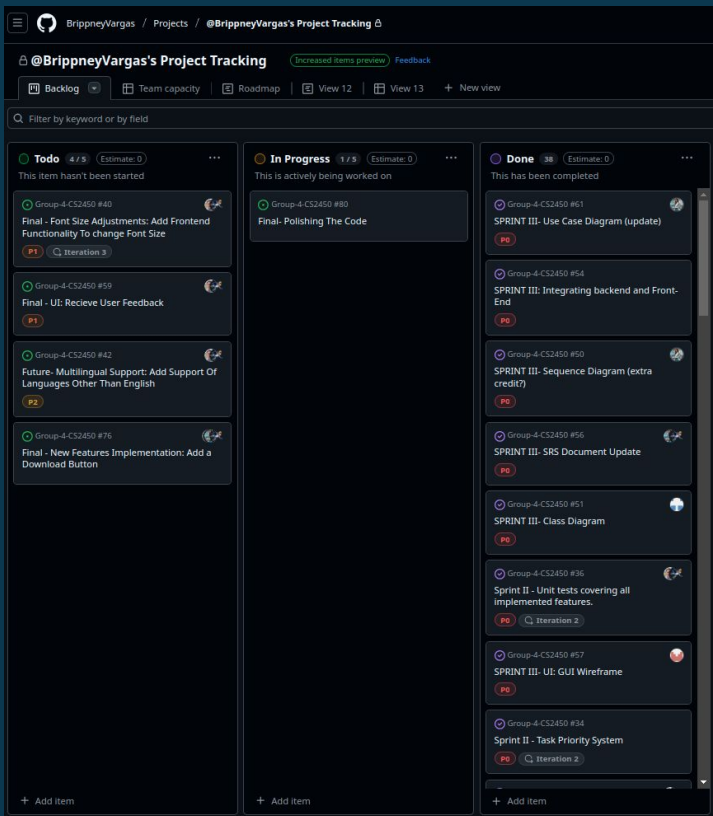 BrippneyVargas / Projects / @BrippneyVargas's Project Tracking
@BrippneyVargas's Project Tracking Increased items preview Feedback
Backlog Team capacity Roadmap View 12 View 13 + New view
Filter by keyword or by field
Todo 4 / 5 Estimate: 0 ...
This item hasn't been started
Group-4-CS2450 #40
Final - Font Size Adjustments: Add Frontend
Functionality To change Font Size
P1 Iteration 3
Group-4-CS2450 #59
Final - UI: Recieve User Feedback
P1
Group-4-CS2450 #42
Future- Multilingual Support: Add Support Of
Languages Other Than English
P2
Group-4-CS2450 #76
Final - New Features Implementation: Add a
Download Button
+ Add item
In Progress 1 / 5 Estimate: 0 ...
This is actively being worked on
Group-4-CS2450 #80
Final- Polishing The Code
+ Add item
Done 38 Estimate: 0 ...
This has been completed
Group-4-CS2450 #61
SPRINT III- Use Case Diagram (update)
P0
Group-4-CS2450 #54
SPRINT III: Integrating backend and Front-
End
P0
Group-4-CS2450 #50
SPRINT III- Sequence Diagram (extra
credit?)
P0
Group-4-CS2450 #56
SPRINT III- SRS Document Update
P0
Group-4-CS2450 #51
SPRINT III- Class Diagram
P0
Group-4-CS2450 #36
Sprint II - Unit tests covering all
implemented features.
P0 Iteration 2
Group-4-CS2450 #57
SPRINT III- UI: GUI Wireframe
P0
Group-4-CS2450 #34
Sprint II - Task Priority System
P0 Iteration 2
+ Add item